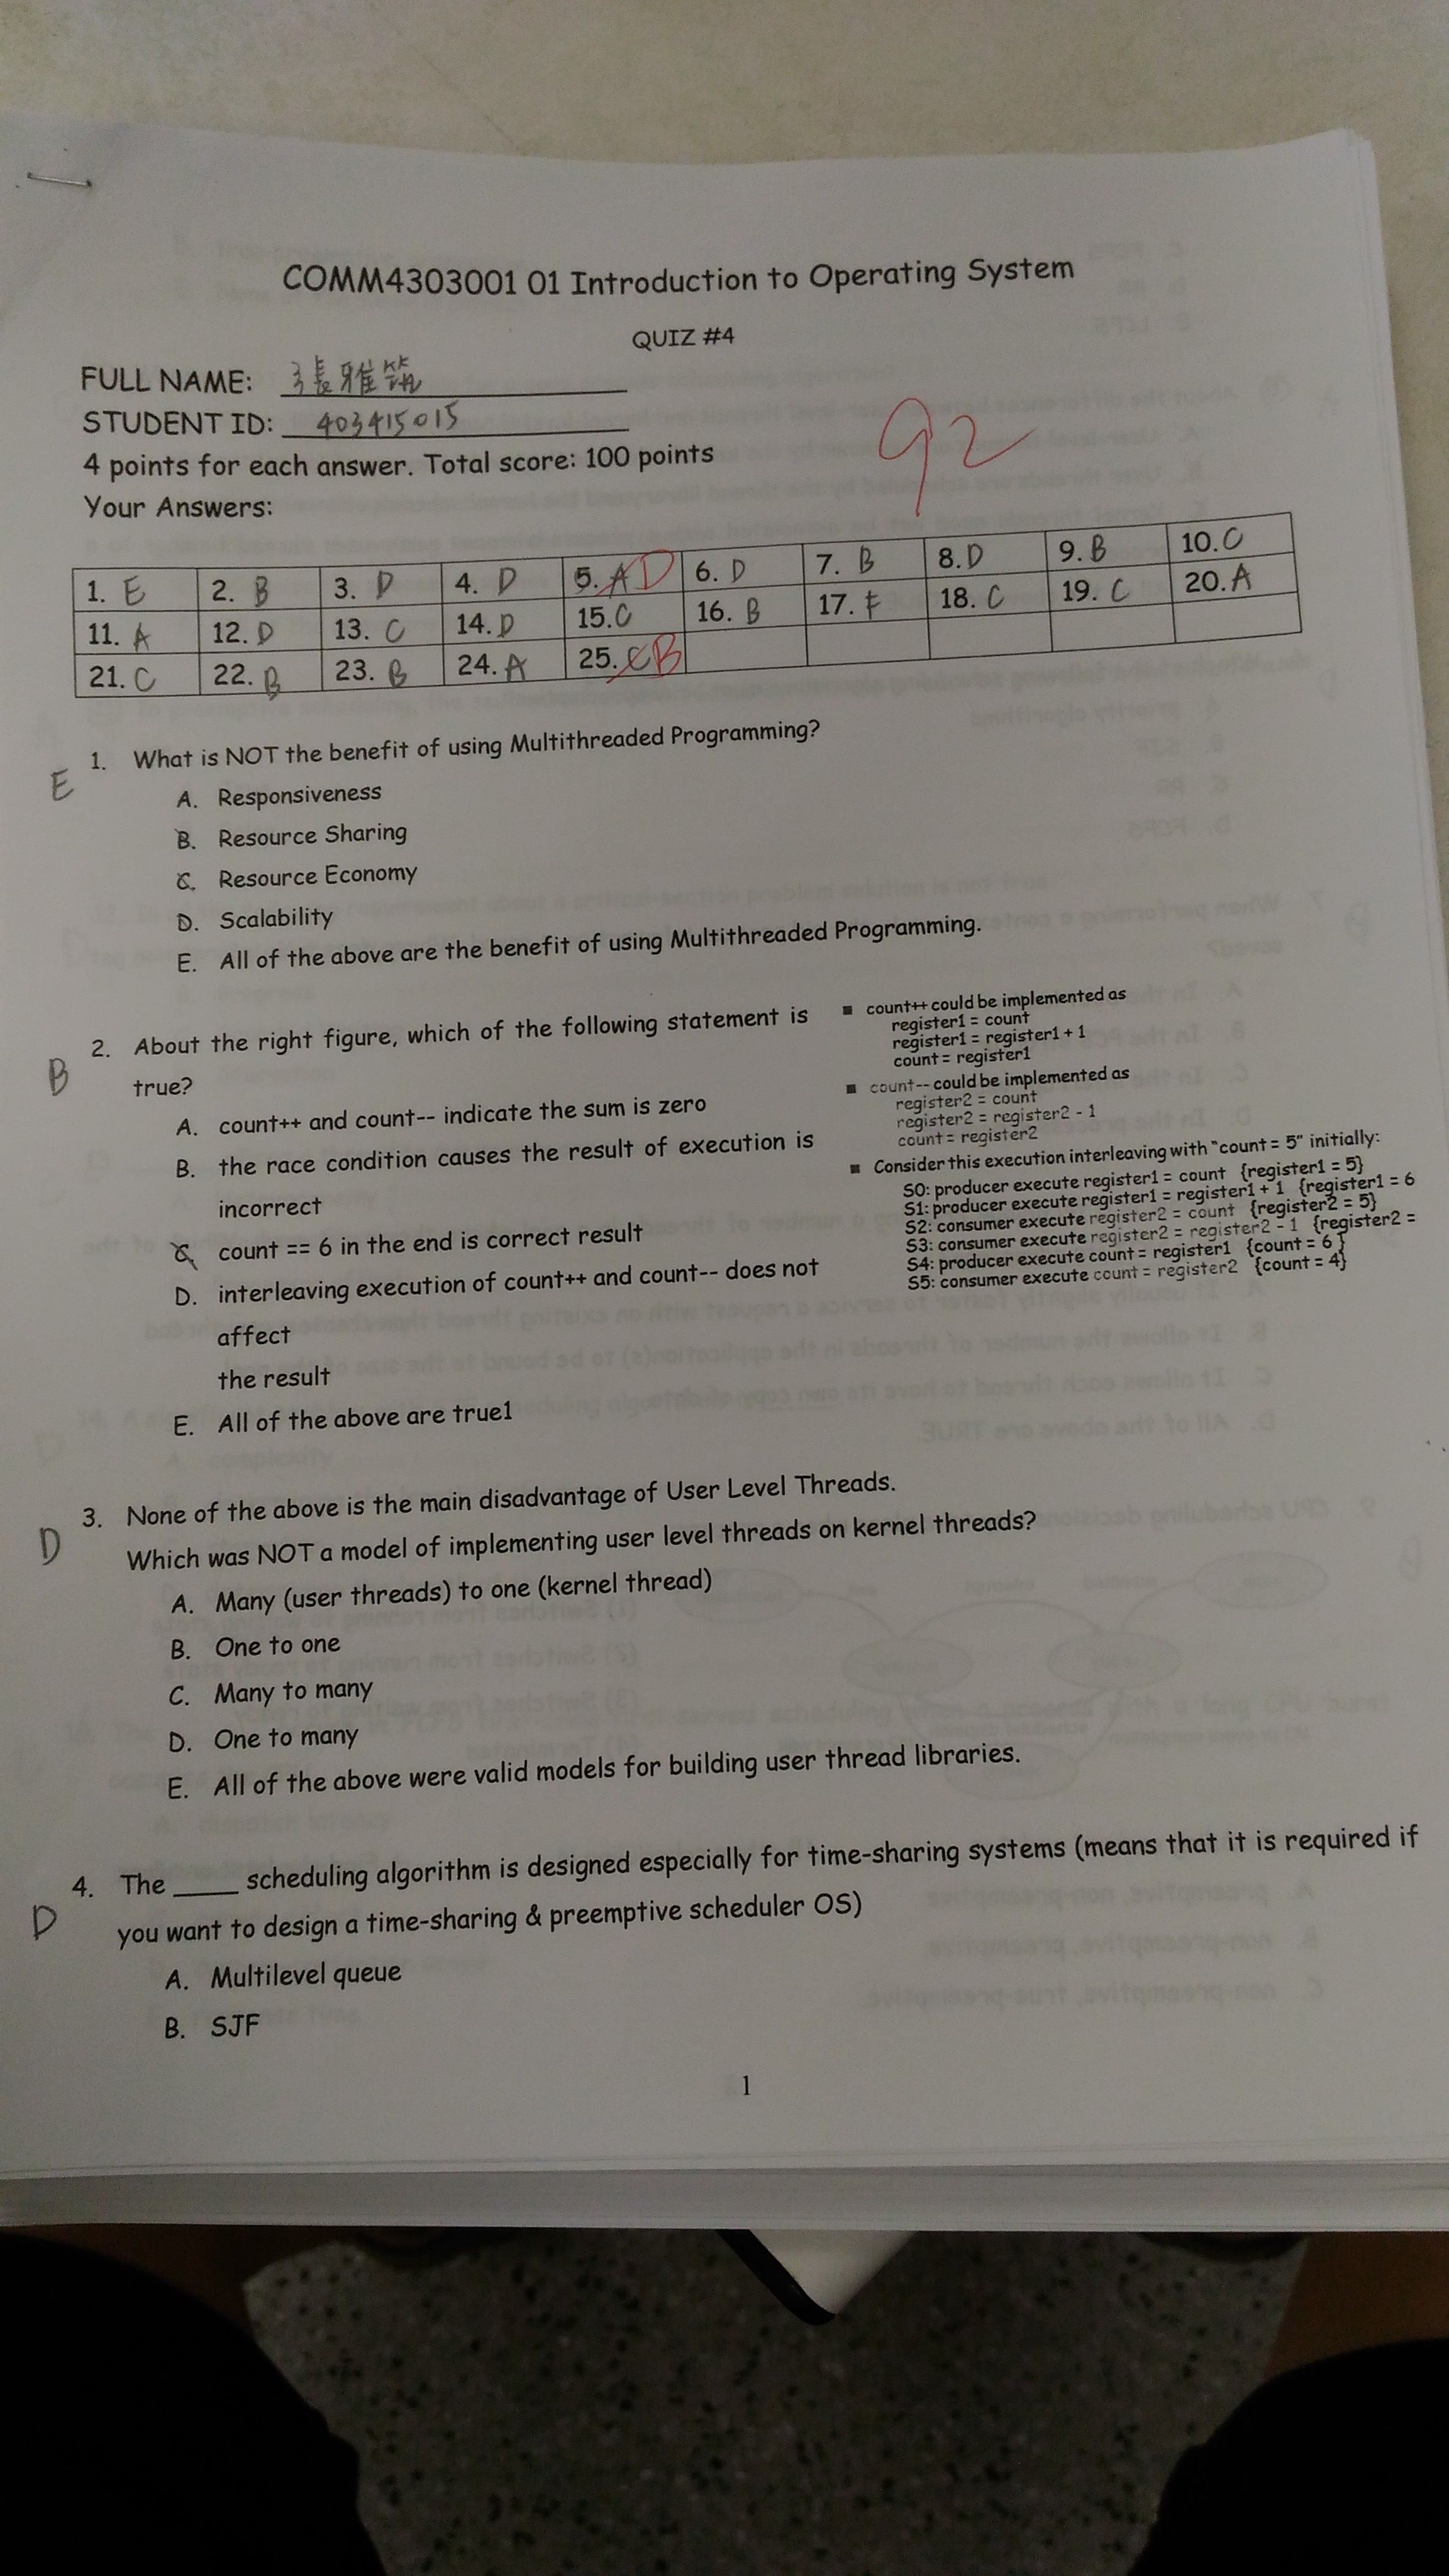 COMM4303001 01 Introduction to Operating System
QUIZ #4
FULL NAME: 張雅筑
STUDENT ID: 403415015
92
4 points for each answer. Total score: 100 points
Your Answers:
1. E 2. B 3. D 4. D 5. A D 6. D 7. B 8. D 9. B 10. C
11. A 12. D 13. C 14. D 15. C 16. B 17. E 18. C 19. C 20. A
21. C 22. B 23. B 24. A 25. C B
E
1. What is NOT the benefit of using Multithreaded Programming?
A. Responsiveness
B. Resource Sharing
C. Resource Economy
D. Scalability
E. All of the above are the benefit of using Multithreaded Programming.
B
2. About the right figure, which of the following statement is
true?
A. count++ and count-- indicate the sum is zero
B. the race condition causes the result of execution is
incorrect
C. count == 6 in the end is correct result
D. interleaving execution of count++ and count-- does not
affect
the result
E. All of the above are true1
■ count++ could be implemented as
register1 = count
register1 = register1 + 1
count = register1
■ count-- could be implemented as
register2 = count
register2 = register2 - 1
count = register2
■ Consider this execution interleaving with "count = 5" initially:
S0: producer execute register1 = count {register1 = 5}
S1: producer execute register1 = register1 + 1 {register1 = 6
S2: consumer execute register2 = count {register2 = 5}
S3: consumer execute register2 = register2 - 1 {register2 =
S4: producer execute count = register1 {count = 6 }
S5: consumer execute count = register2 {count = 4}
D
3. None of the above is the main disadvantage of User Level Threads.
Which was NOT a model of implementing user level threads on kernel threads?
A. Many (user threads) to one (kernel thread)
B. One to one
C. Many to many
D. One to many
E. All of the above were valid models for building user thread libraries.
D
4. The ____ scheduling algorithm is designed especially for time-sharing systems (means that it is required if
you want to design a time-sharing & preemptive scheduler OS)
A. Multilevel queue
B. SJF
1